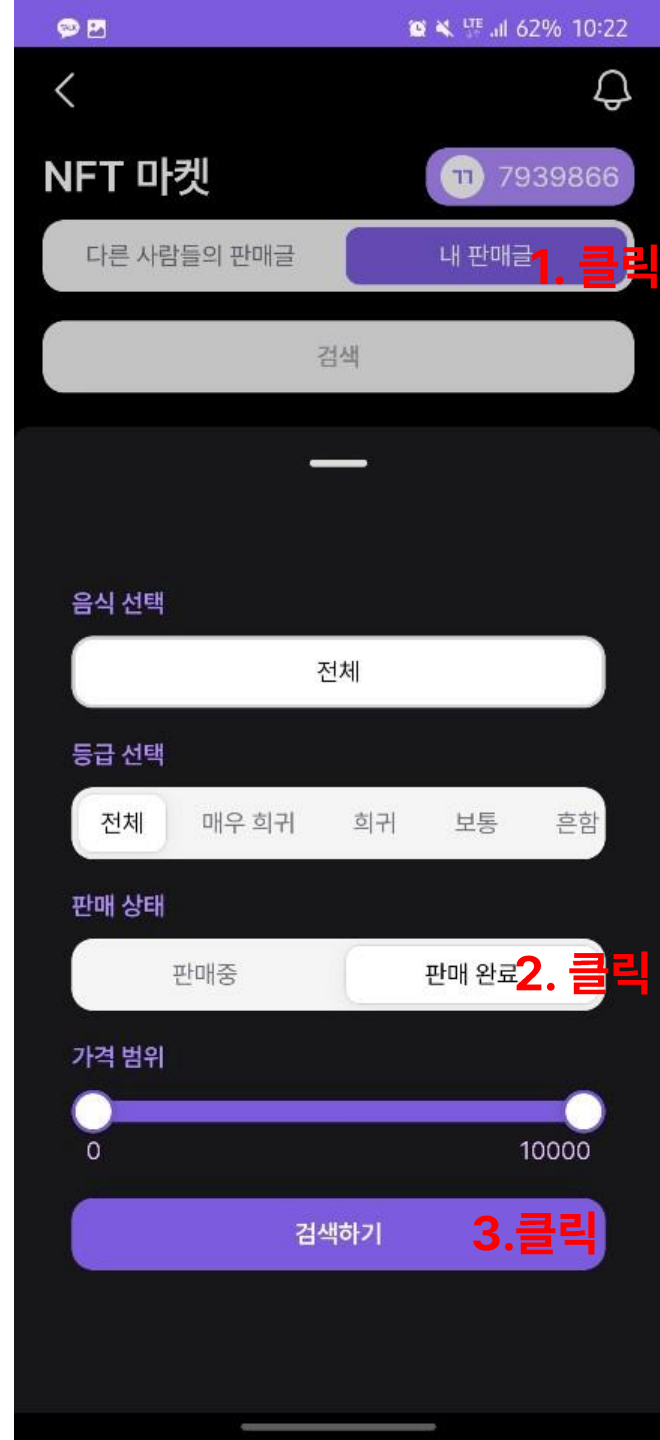 TALK LTE 62% 10:22
NFT 마켓 ㄲ 7939866
다른 사람들의 판매글 내 판매글 1. 클릭
검색
음식 선택
전체
등급 선택
전체 매우 희귀 희귀 보통 흔함
판매 상태
판매중 판매 완료 2. 클릭
가격 범위
0 10000
검색하기 3.클릭